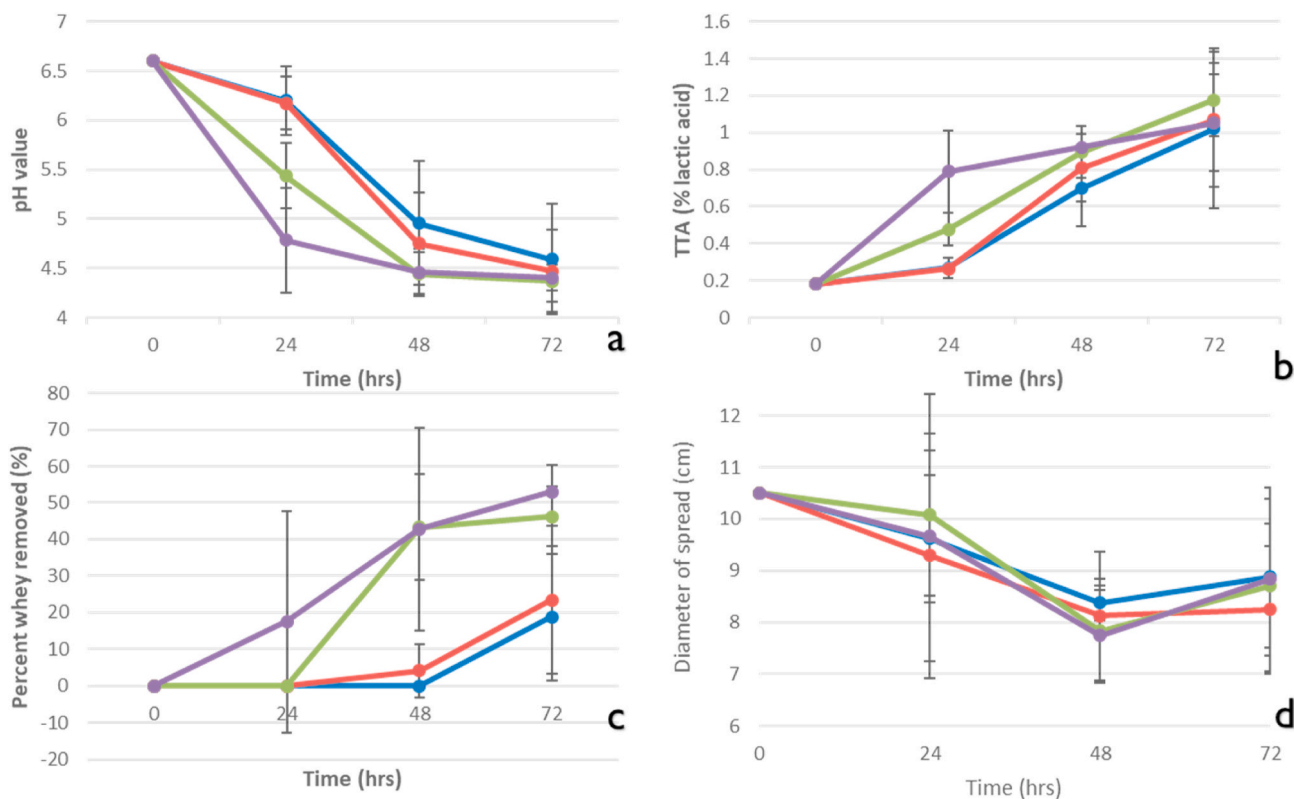 7
6.5
6
5.5
5
4.5
4
pH value
0 24 48 72
Time (hrs)
a
1.6
1.4
1.2
1
0.8
0.6
0.4
0.2
0
TTA (% lactic acid)
0 24 48 72
Time (hrs)
b
80
70
60
50
40
30
20
10
0
-10
-20
Percent whey removed (%)
0 24 48 72
Time (hrs)
c
12
11
10
9
8
7
6
Diameter of spread (cm)
0 24 48 72
Time (hrs)
d